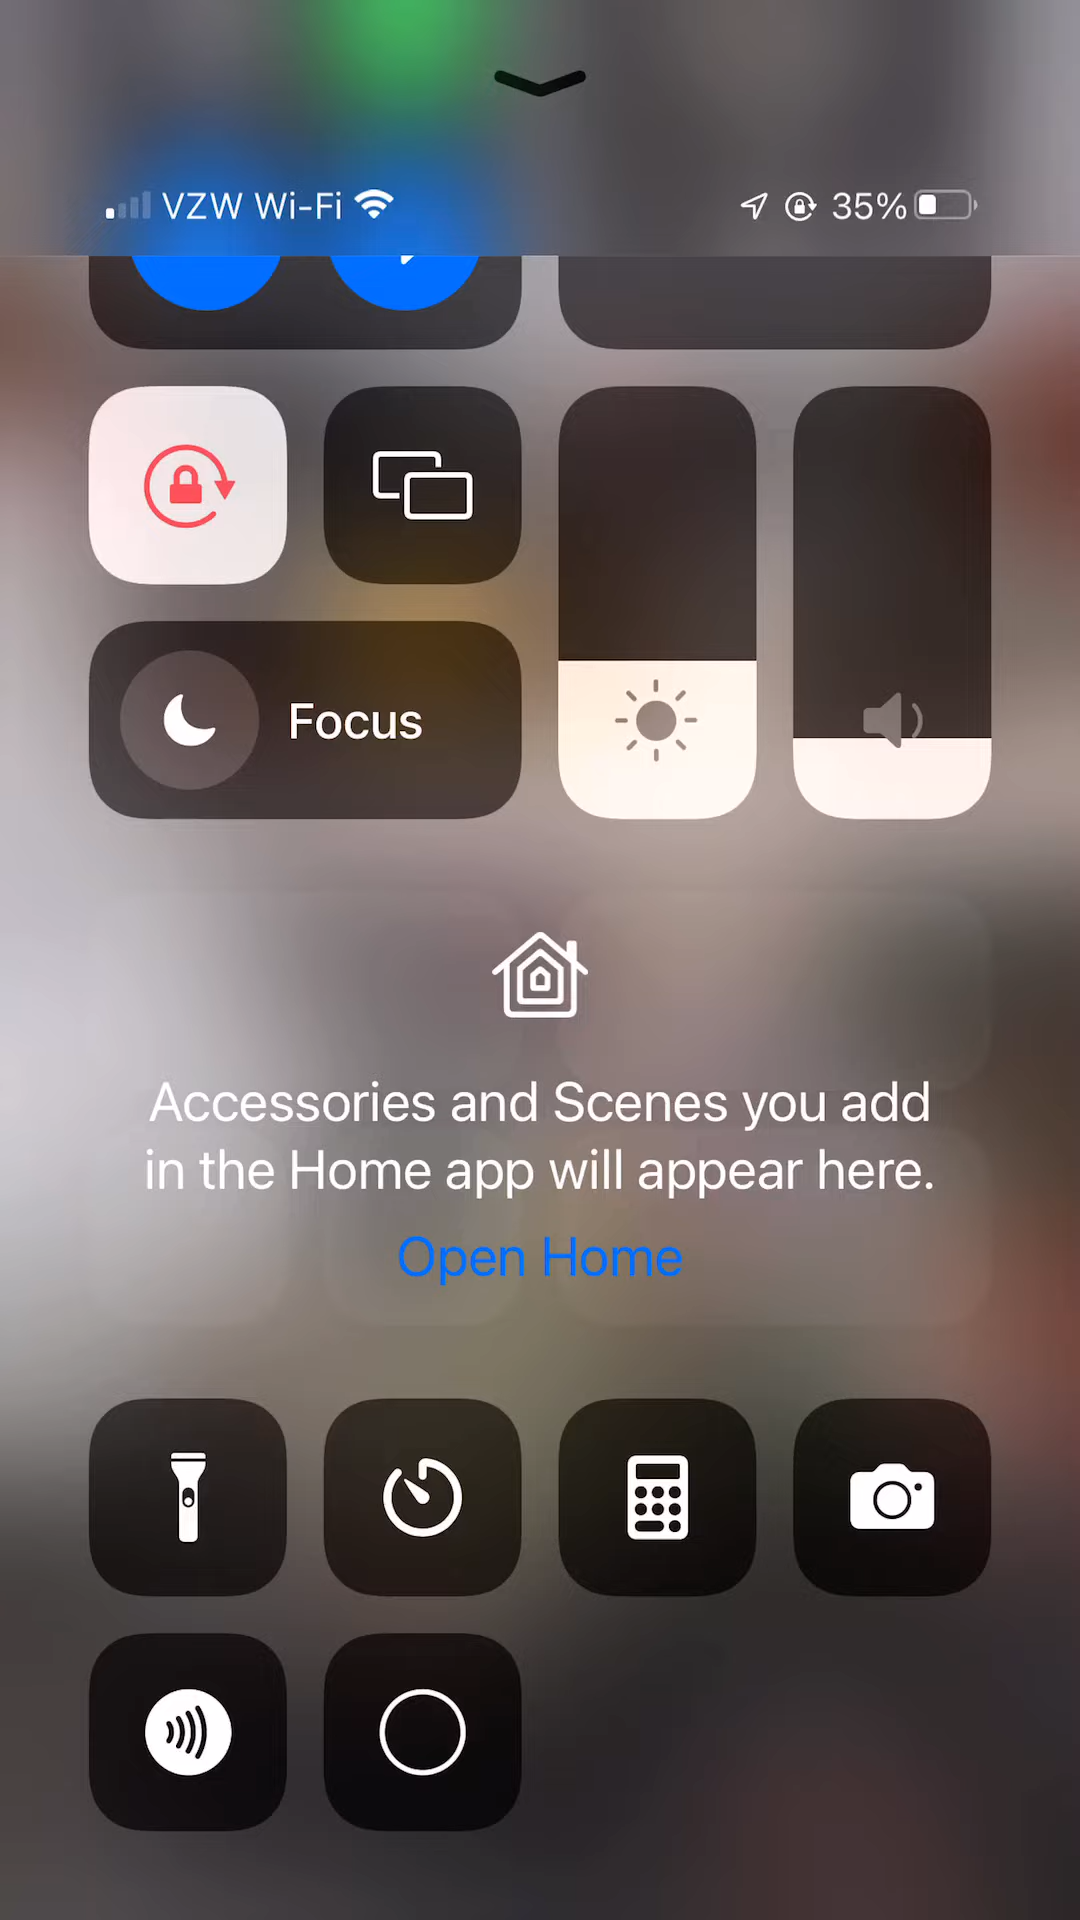 VZW Wi-Fi 35%
Focus
Accessories and Scenes you add
in the Home app will appear here.
Open Home